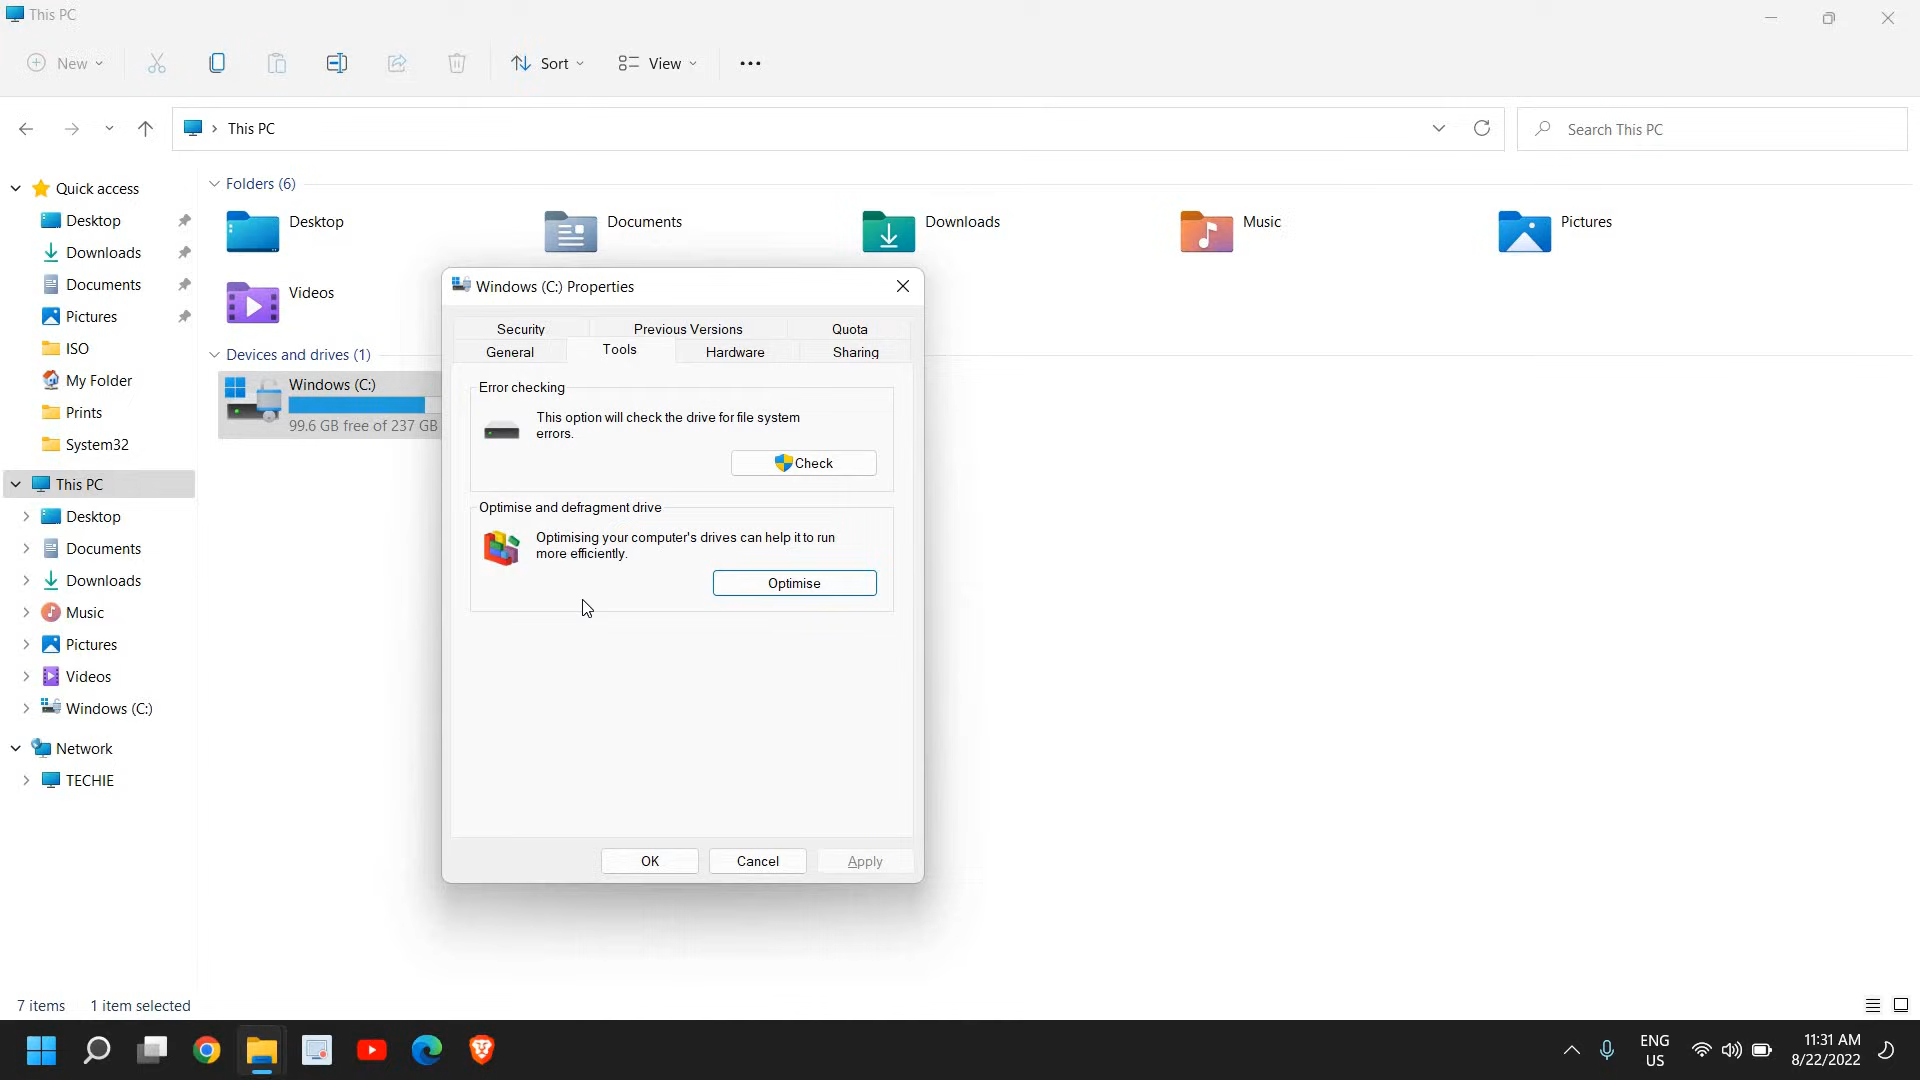 This PC
New
Sort
View
This PC
Search This PC
Quick access
Desktop
Downloads
Documents
Pictures
ISO
My Folder
Prints
System32
This PC
Desktop
Documents
Downloads
Music
Pictures
Videos
Windows (C:)
Network
TECHIE
Folders (6)
Desktop
Documents
Downloads
Music
Pictures
Videos
Devices and drives (1)
Windows (C:)
99.6 GB free of 237 GB
Windows (C:) Properties
Security
Previous Versions
Quota
General
Tools
Hardware
Sharing
Error checking
This option will check the drive for file system
errors.
Check
Optimise and defragment drive
Optimising your computer's drives can help it to run
more efficiently.
Optimise
OK
Cancel
Apply
7 items
1 item selected
ENG
US
11:31 AM
8/22/2022